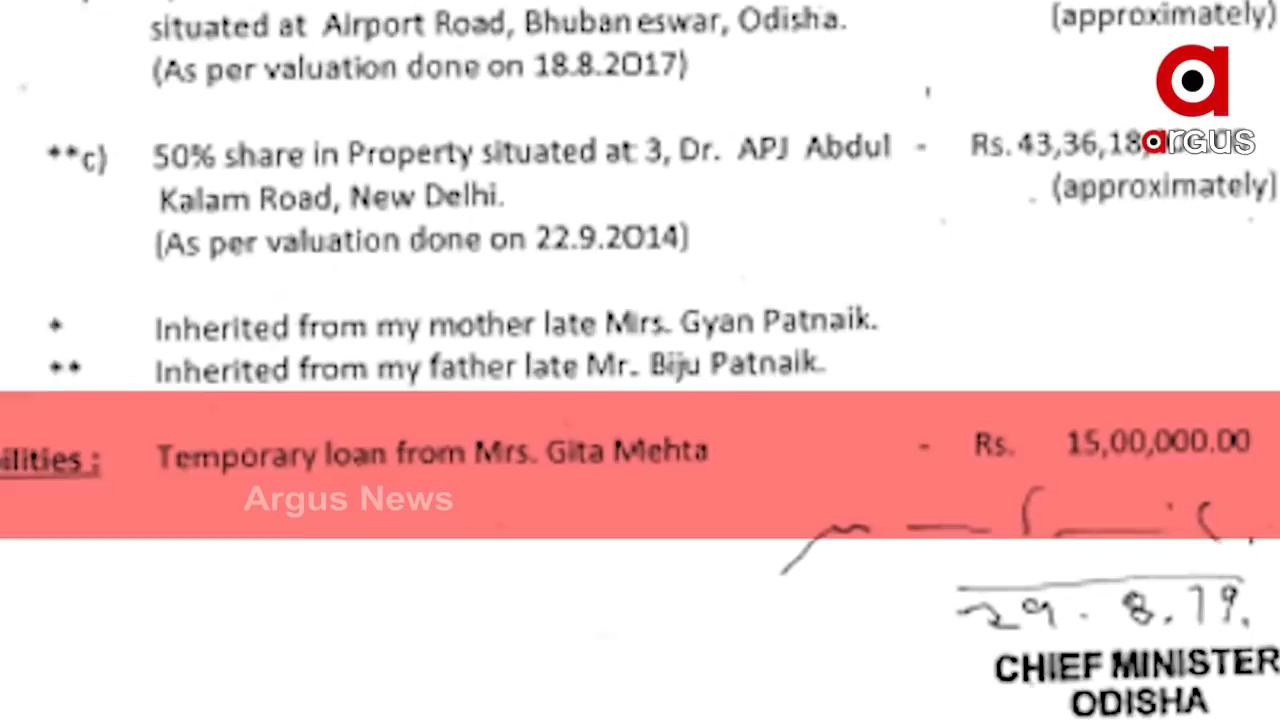 situated at Airport Road, Bhubaneswar, Odisha. (approximately)
(As per valuation done on 18.8.2017)
argus
**c) 50% share in Property situated at 3, Dr. APJ Abdul - Rs. 43,36,18,
Kalam Road, New Delhi. (approximately)
(As per valuation done on 22.9.2014)
* Inherited from my mother late Mrs. Gyan Patnaik.
** Inherited from my father late Mr. Biju Patnaik.
ilities : Temporary loan from Mrs. Gita Mehta - Rs. 15,00,000.00
Argus News
29.8.19.
CHIEF MINISTER
ODISHA